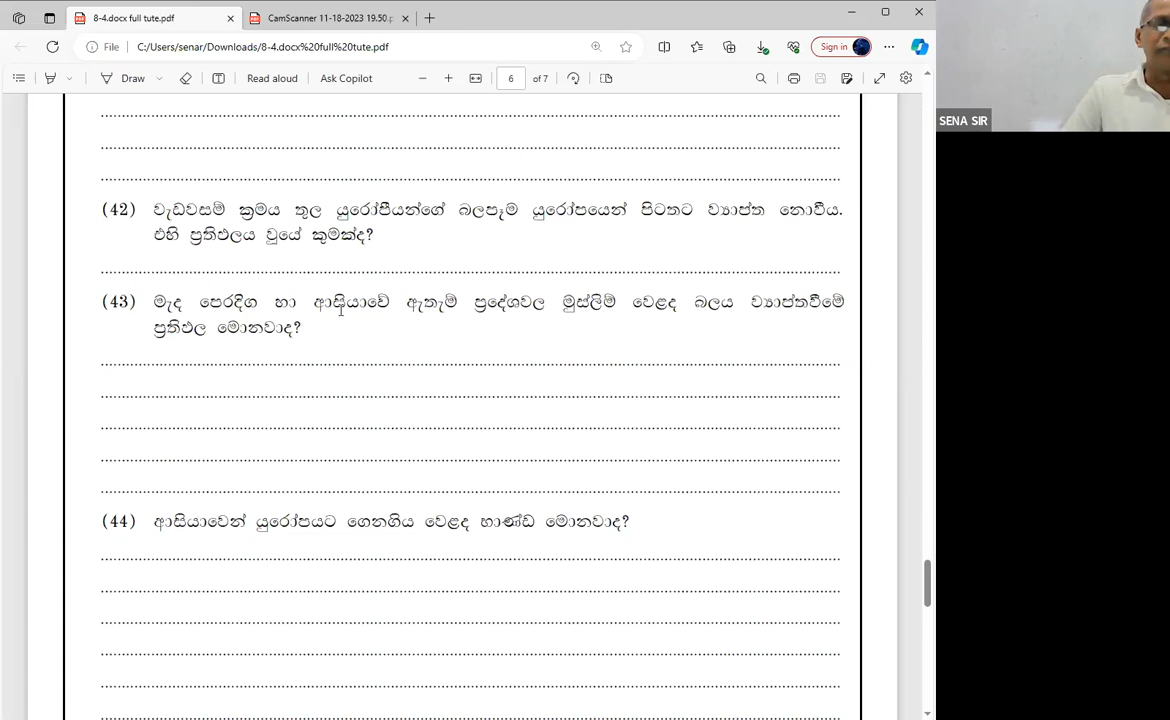 8-4.docx full tute.pdf
CamScanner 11-18-2023 19.50.p
File C:/Users/senar/Downloads/8-4.docx%20full%20tute.pdf
Sign in
Draw Read aloud Ask Copilot 6 of 7
SENA SIR
(42) වැඩවසම් ක්‍රමය තුල යුරෝපීයන්ගේ බලපෑම යුරෝපයෙන් පිටතට ව්‍යාප්ත නොවීය.
එහි ප්‍රතිඵලය වූයේ කුමක්ද?
(43) මැද පෙරදිග හා ආසියාවේ ඇතැම් ප්‍රදේශවල මුස්ලිම් වෙළඳ බලය ව්‍යාප්තවීමේ
ප්‍රතිඵල මොනවාද?
(44) ආසියාවෙන් යුරෝපයට ගෙනගිය වෙළද භාණ්ඩ මොනවාද?